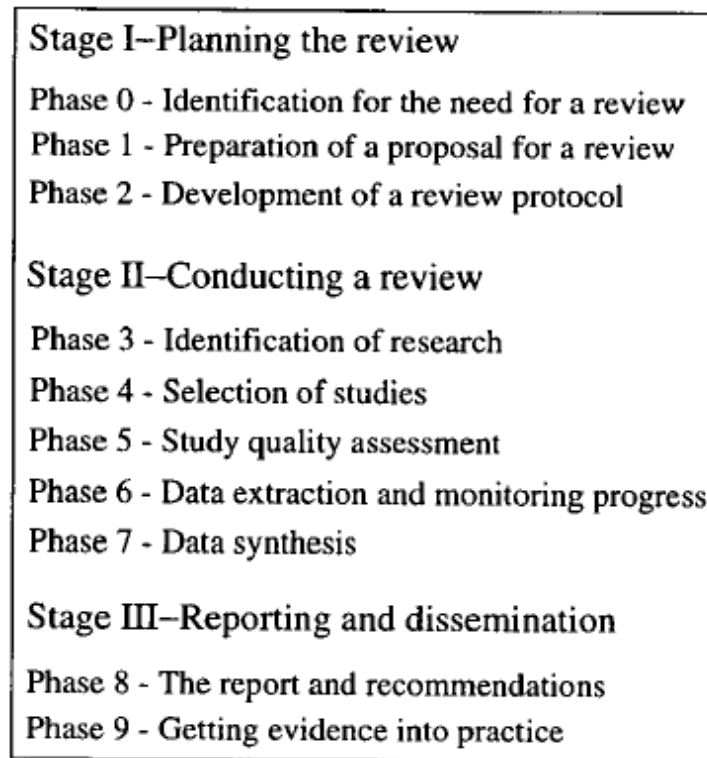 Stage I–Planning the review
Phase 0 - Identification for the need for a review
Phase 1 - Preparation of a proposal for a review
Phase 2 - Development of a review protocol
Stage II–Conducting a review
Phase 3 - Identification of research
Phase 4 - Selection of studies
Phase 5 - Study quality assessment
Phase 6 - Data extraction and monitoring progress
Phase 7 - Data synthesis
Stage III–Reporting and dissemination
Phase 8 - The report and recommendations
Phase 9 - Getting evidence into practice